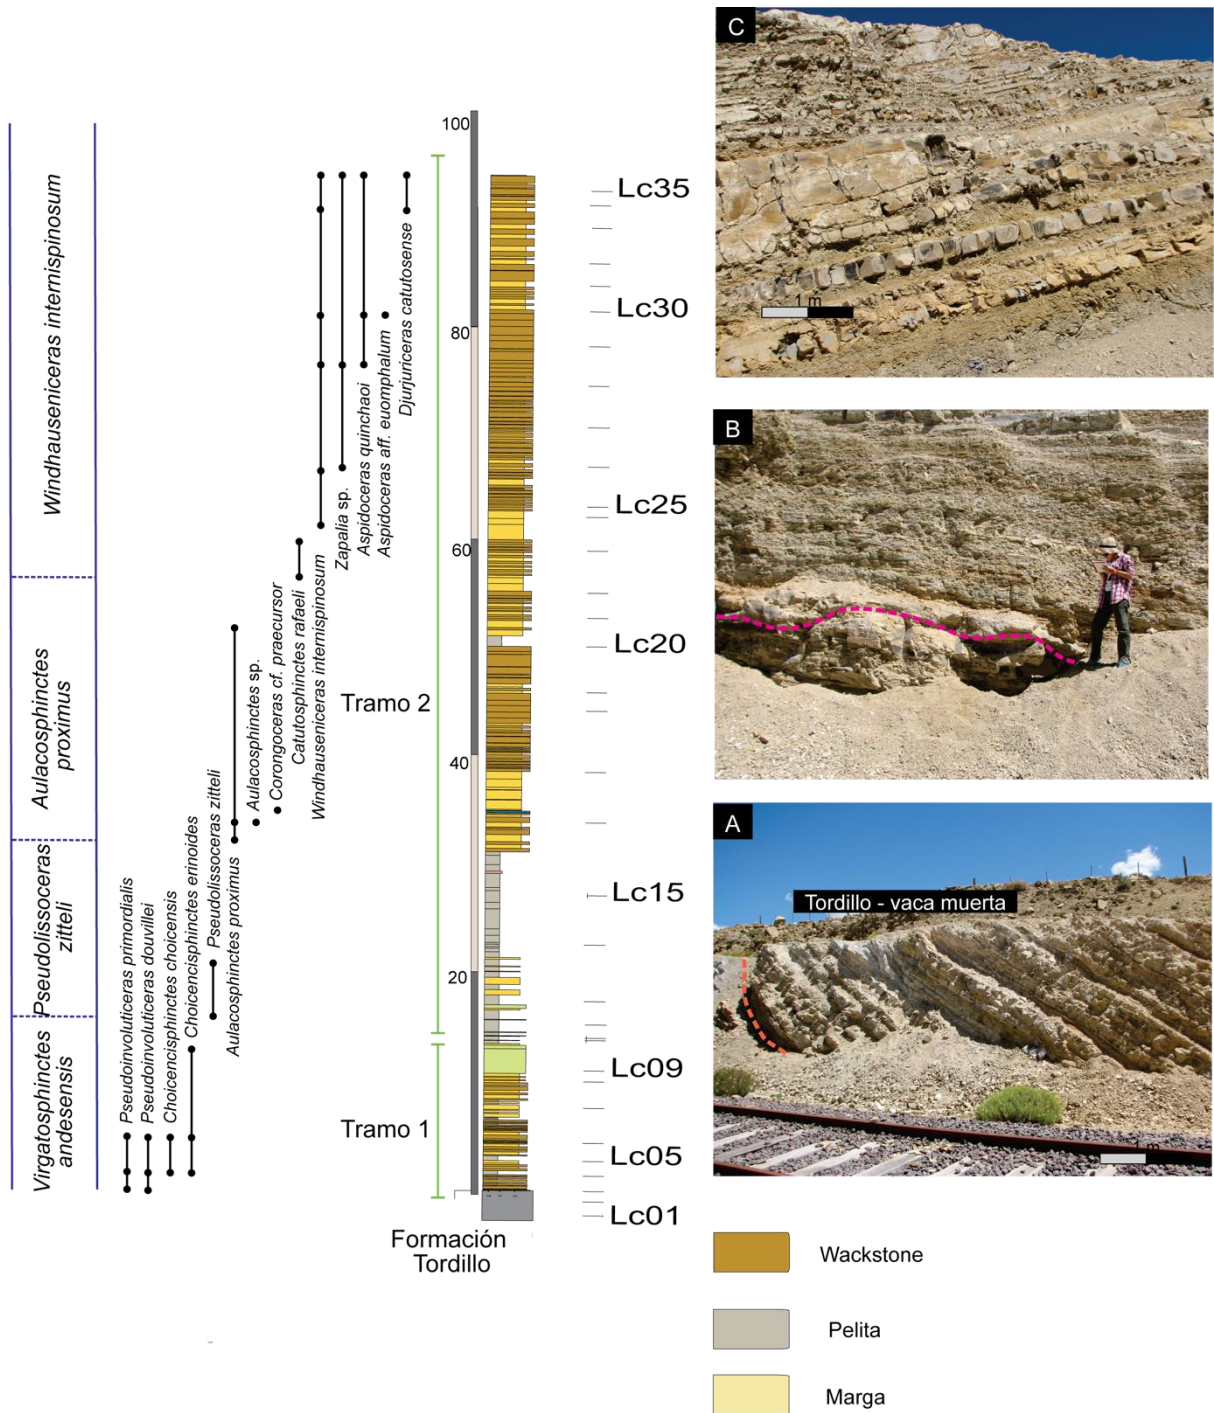 Windhauseniceras internispinosum
Aulacosphinctes
proximus
Pseudolissoceras
zitteli
Virgatosphinctes
andesensis
Pseudoinvoluticeras primordialis
Pseudoinvoluticeras douvillei
Choicencisphinctes choicensis
Choicencisphinctes erinoides
Pseudolissoceras zitteli
Aulacosphinctes proximus
Aulacosphinctes sp.
Corongoceras cf. praecursor
Catutosphinctes rafaeli
Windhauseniceras internispinosum
Zapalia sp.
Aspidoceras quinchaoi
Aspidoceras aff. euomphalum
Djurjuriceras catutosense
Tramo 2
Tramo 1
100
80
60
40
20
Formación
Tordillo
Lc35
Lc30
Lc25
Lc20
Lc15
Lc09
Lc05
Lc01
C
1 m
B
A
Tordillo - vaca muerta
1 m
Wackstone
Pelita
Marga